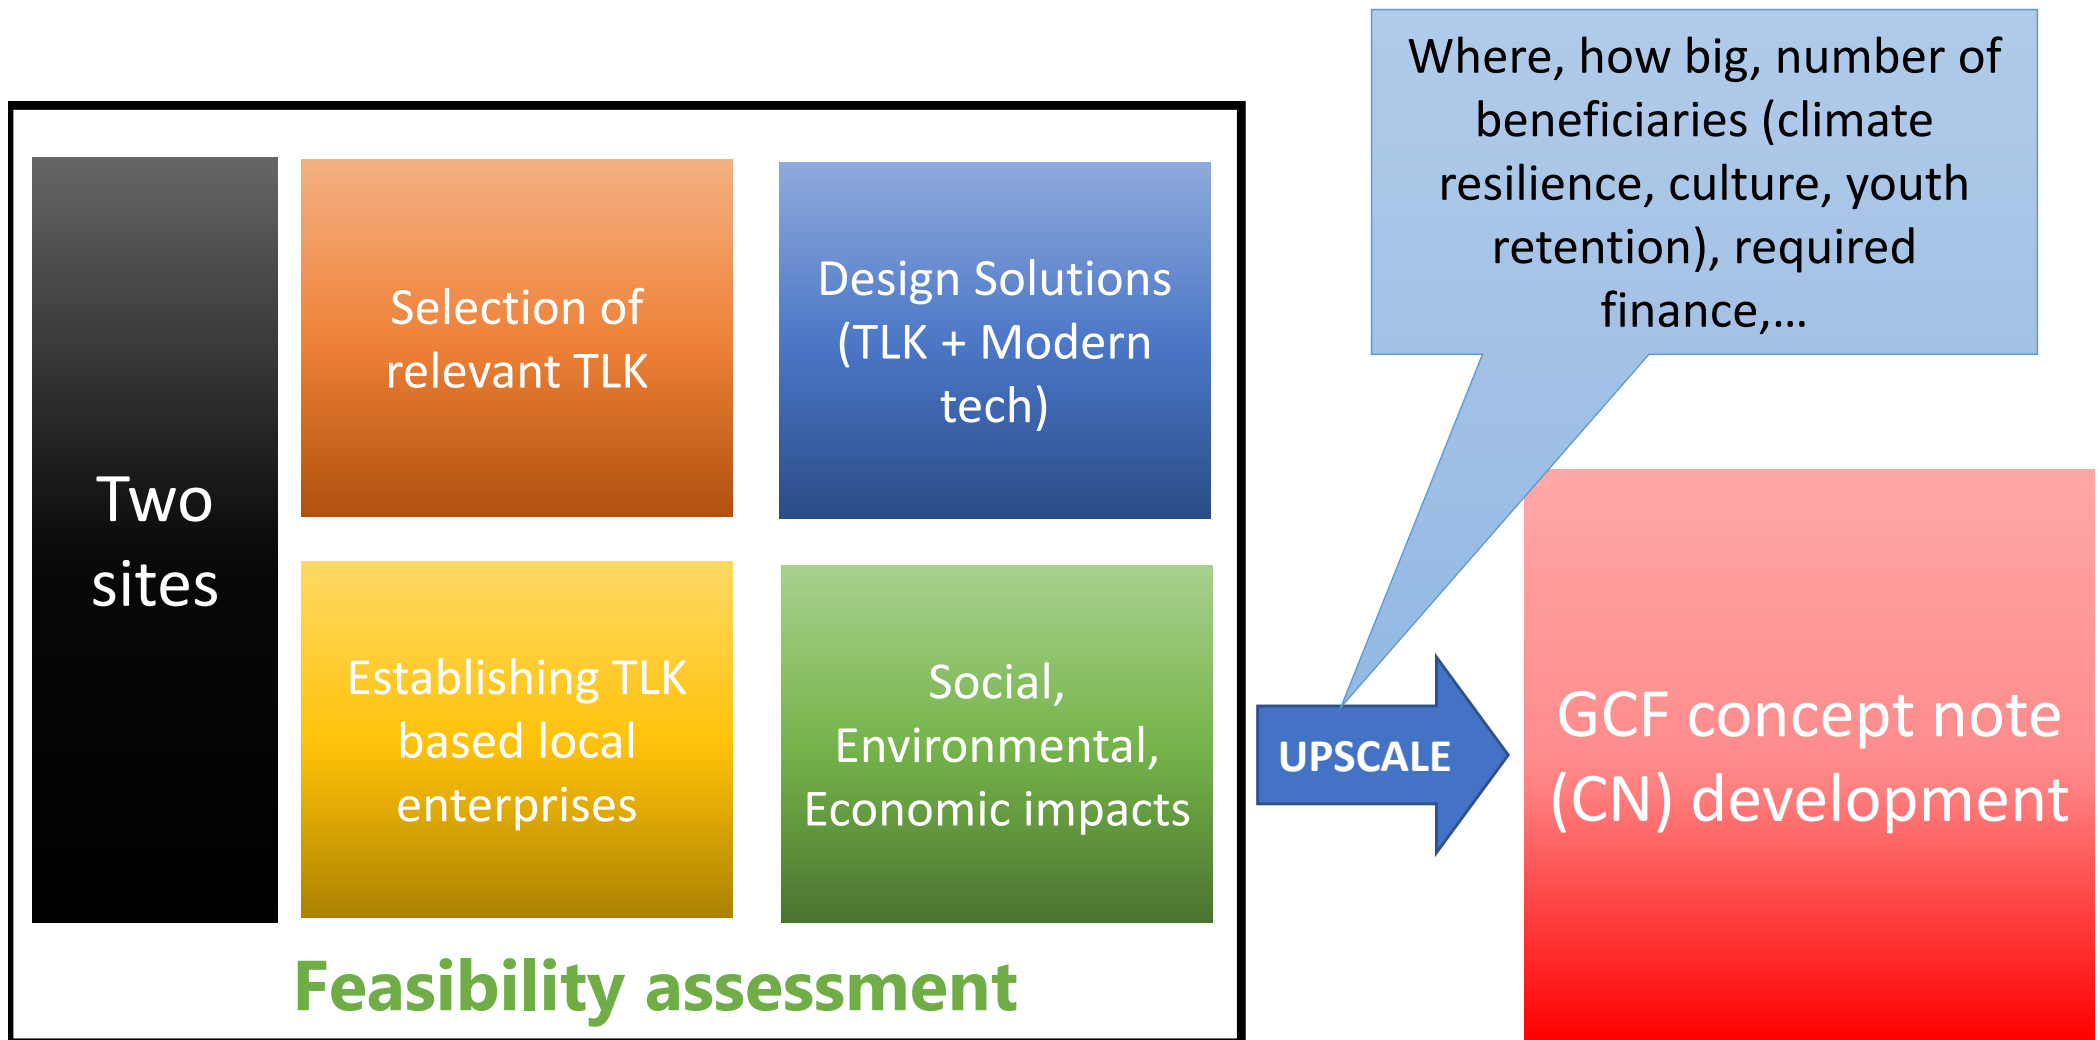 Where, how big, number of
beneficiaries (climate
resilience, culture, youth
retention), required
finance,...
Two
sites
Selection of
relevant TLK
Design Solutions
(TLK + Modern
tech)
Establishing TLK
based local
enterprises
Social,
Environmental,
Economic impacts
Feasibility assessment
UPSCALE
GCF concept note
(CN) development